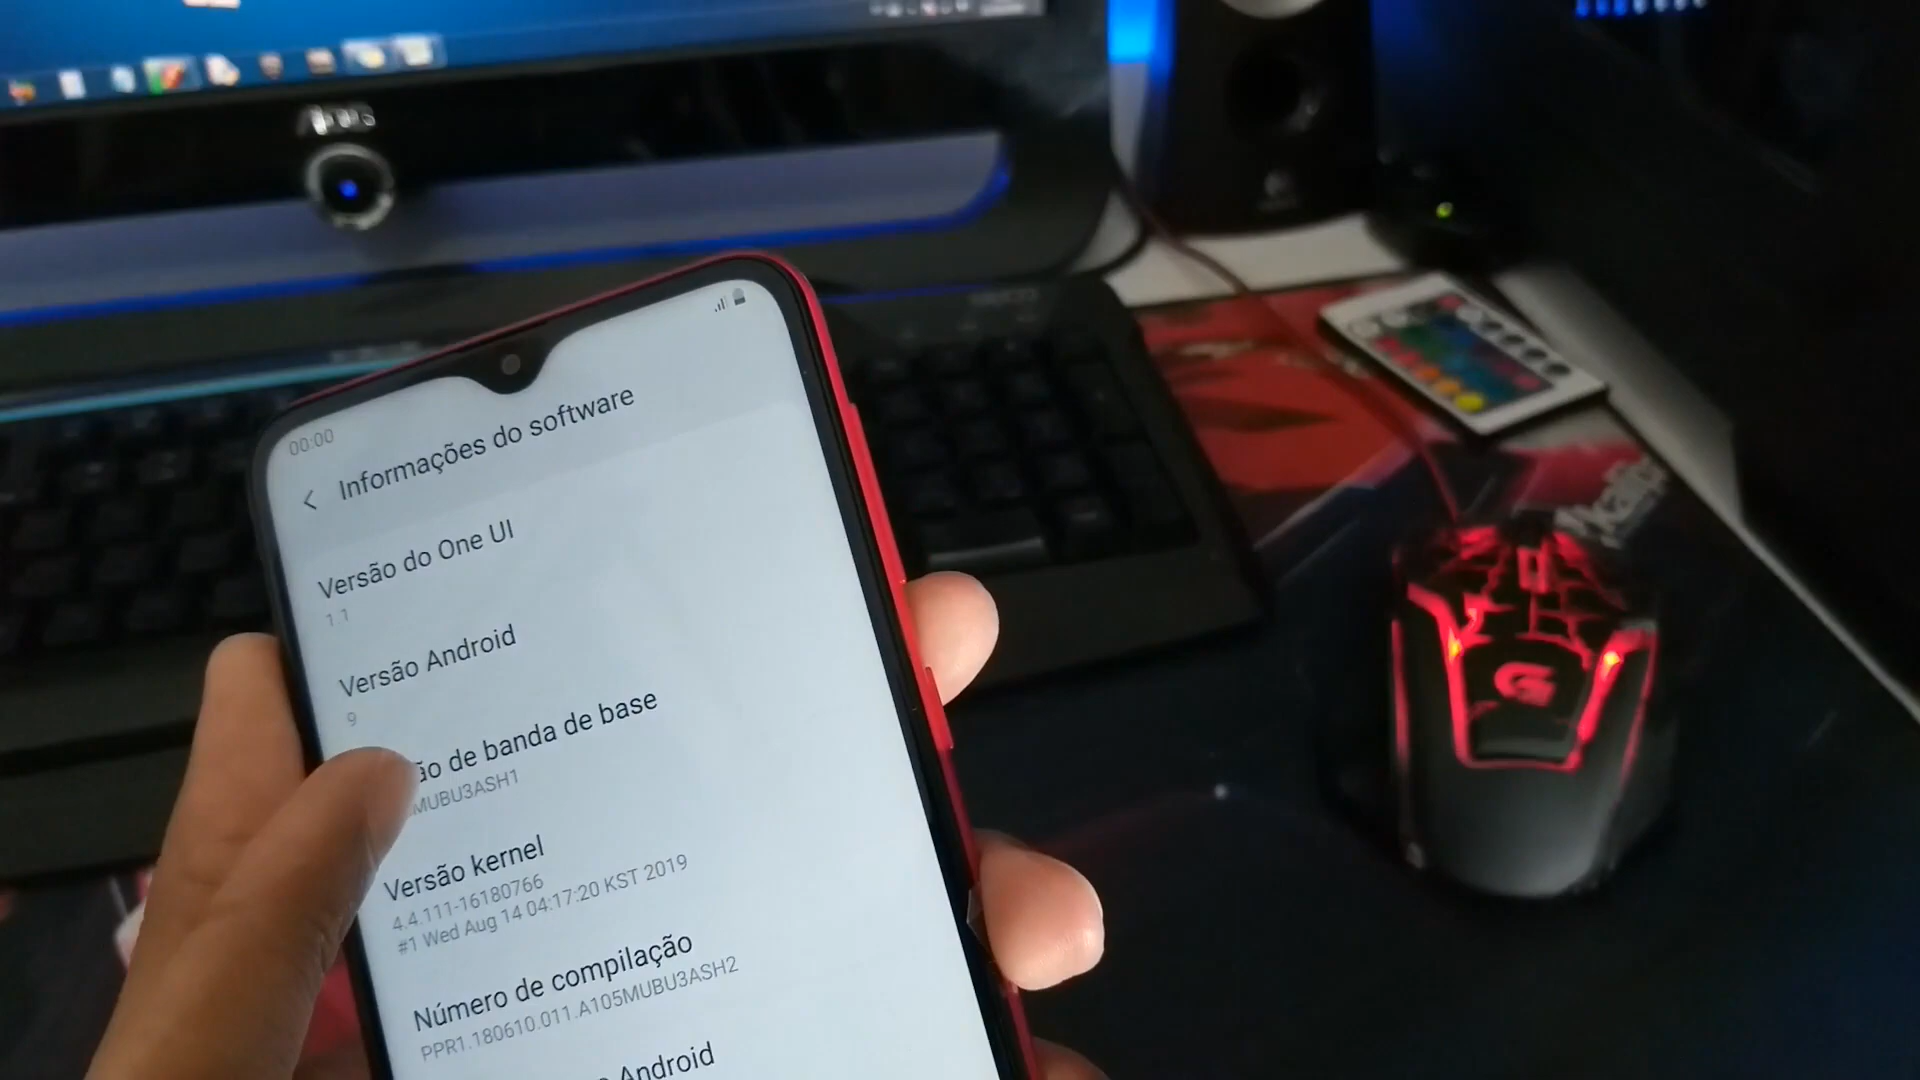 00:00
Informações do software
Versão do One UI
1.1
Versão Android
9
ão de banda de base
MUBU3ASH1
Versão kernel
4.4.111-16180766
#1 Wed Aug 14 04:17:20 KST 2019
Número de compilação
PPR1.180610.011.A105MUBU3ASH2
Android